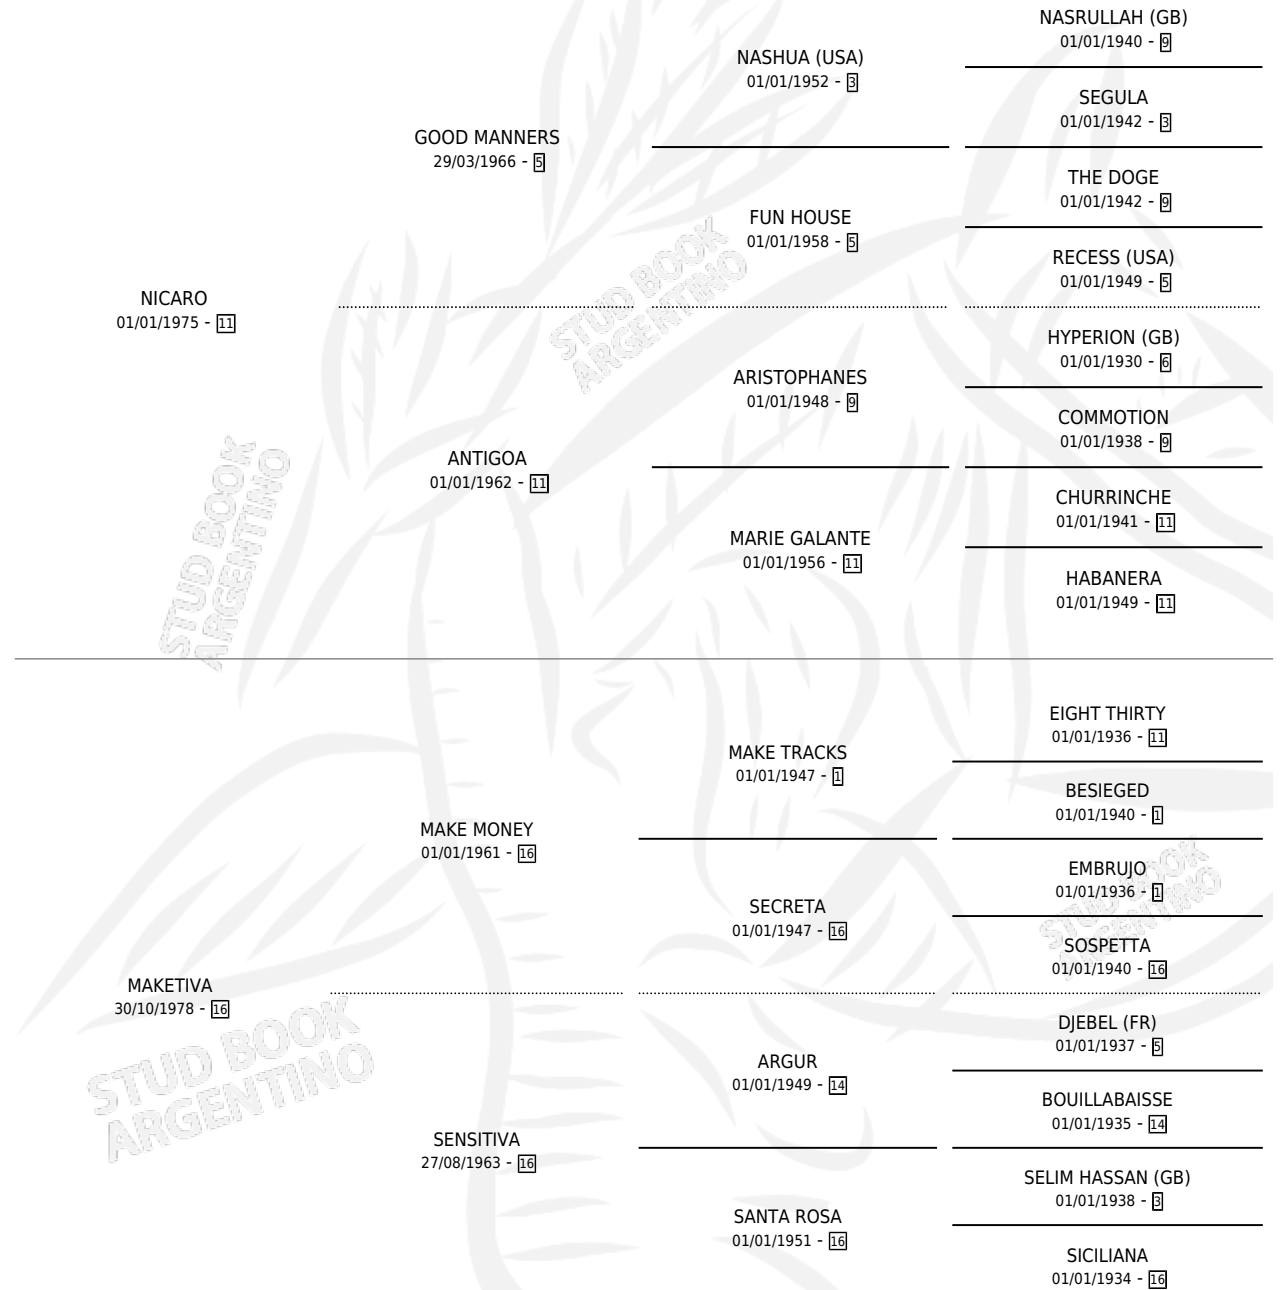 NASRULLAH (GB)
01/01/1940 - 9
NASHUA (USA)
01/01/1952 - 3
SEGULA
01/01/1942 - 3
GOOD MANNERS
29/03/1966 - 5
THE DOGE
01/01/1942 - 9
FUN HOUSE
01/01/1958 - 5
RECESS (USA)
01/01/1949 - 5
NICARO
01/01/1975 - 11
HYPERION (GB)
01/01/1930 - 6
ARISTOPHANES
01/01/1948 - 9
COMMOTION
01/01/1938 - 9
ANTIGOA
01/01/1962 - 11
CHURRINCHE
01/01/1941 - 11
MARIE GALANTE
01/01/1956 - 11
HABANERA
01/01/1949 - 11
EIGHT THIRTY
01/01/1936 - 11
MAKE TRACKS
01/01/1947 - 1
BESIEGED
01/01/1940 - 1
MAKE MONEY
01/01/1961 - 16
EMBRUJO
01/01/1936 - 1
SECRETA
01/01/1947 - 16
SOSPETTA
01/01/1940 - 16
MAKETIVA
30/10/1978 - 16
DJEBEL (FR)
01/01/1937 - 5
ARGUR
01/01/1949 - 14
BOUILLABAISSE
01/01/1935 - 14
SENSITIVA
27/08/1963 - 16
SELIM HASSAN (GB)
01/01/1938 - 3
SANTA ROSA
01/01/1951 - 16
SICILIANA
01/01/1934 - 16
STUD BOOK
ARGENTINO
STUD BOOK
ARGENTINO
STUD BOOK
ARGENTINO
STUD BOOK
ARGENTINO